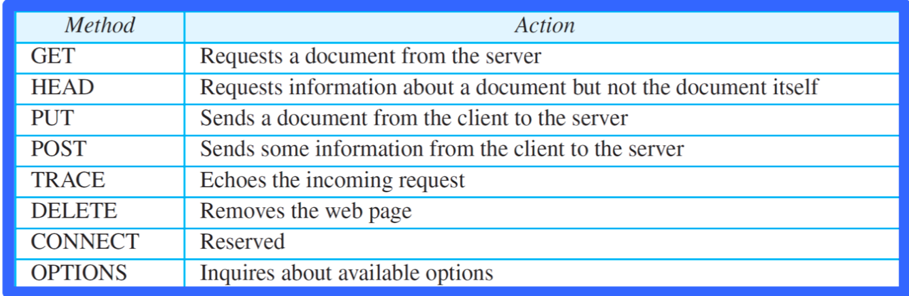 Method Action
GET Requests a document from the server
HEAD Requests information about a document but not the document itself
PUT Sends a document from the client to the server
POST Sends some information from the client to the server
TRACE Echoes the incoming request
DELETE Removes the web page
CONNECT Reserved
OPTIONS Inquires about available options